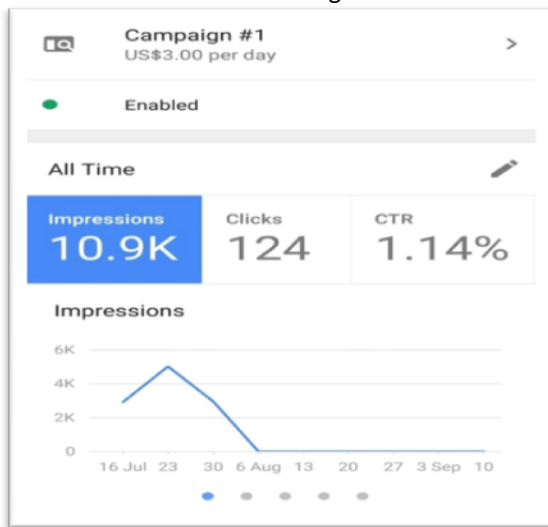 Campaign #1
US$3.00 per day
Enabled
All Time
Impressions Clicks CTR
10.9K 124 1.14%
Impressions
6K
4K
2K
0
16 Jul 23 30 6 Aug 13 20 27 3 Sep 10